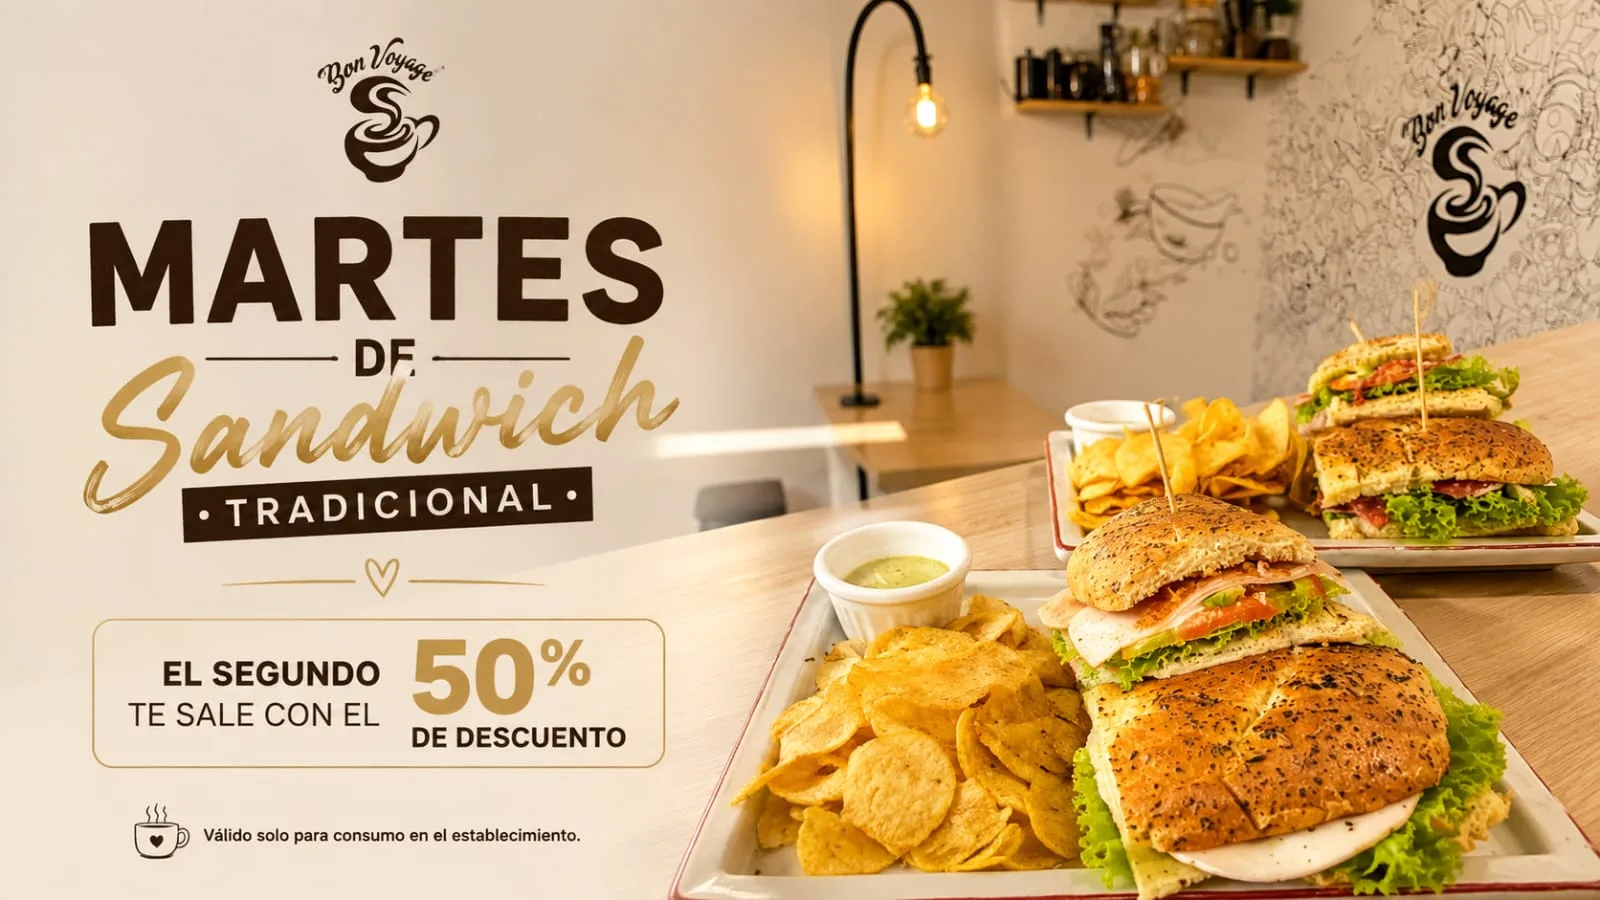 Bon Voyage
MARTES
DE
Sandwich
• TRADICIONAL •
EL SEGUNDO
TE SALE CON EL
50%
DE DESCUENTO
Válido solo para consumo en el establecimiento.
Bon Voyage